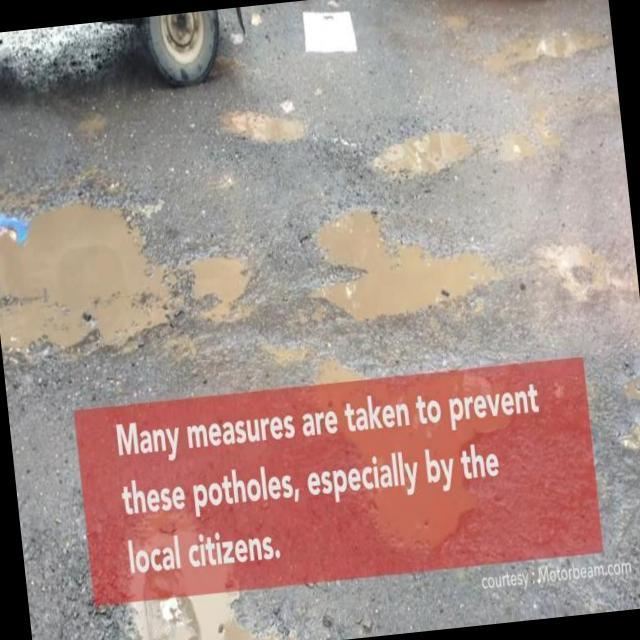 Many measures are taken to prevent
these potholes, especially by the
local citizens.
courtesy : Motorbeam.com